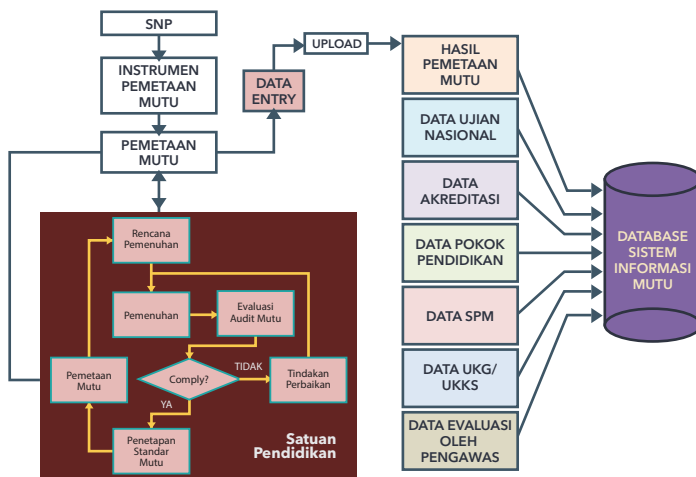 SNP
INSTRUMEN
PEMETAAN
MUTU
PEMETAAN
MUTU
DATA
ENTRY
UPLOAD
HASIL
PEMETAAN
MUTU
DATA UJIAN
NASIONAL
DATA
AKREDITASI
DATA POKOK
PENDIDIKAN
DATA SPM
DATA UKG/
UKKS
DATA EVALUASI
OLEH
PENGAWAS
DATABASE
SISTEM
INFORMASI
MUTU
Rencana
Pemenuhan
Pemenuhan
Evaluasi
Audit Mutu
Comply?
TIDAK
Tindakan
Perbaikan
YA
Penetapan
Standar
Mutu
Pemetaan
Mutu
Satuan
Pendidikan